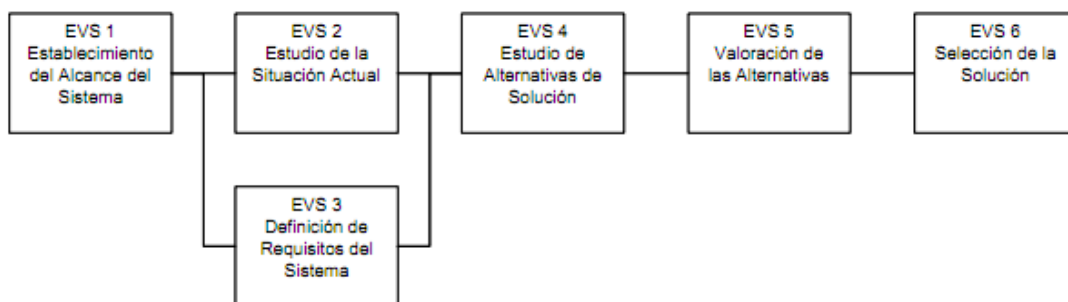 EVS 1
Establecimiento
del Alcance del
Sistema
EVS 2
Estudio de la
Situación Actual
EVS 4
Estudio de
Alternativas de
Solución
EVS 5
Valoración de
las Alternativas
EVS 6
Selección de la
Solución
EVS 3
Definición de
Requisitos del
Sistema